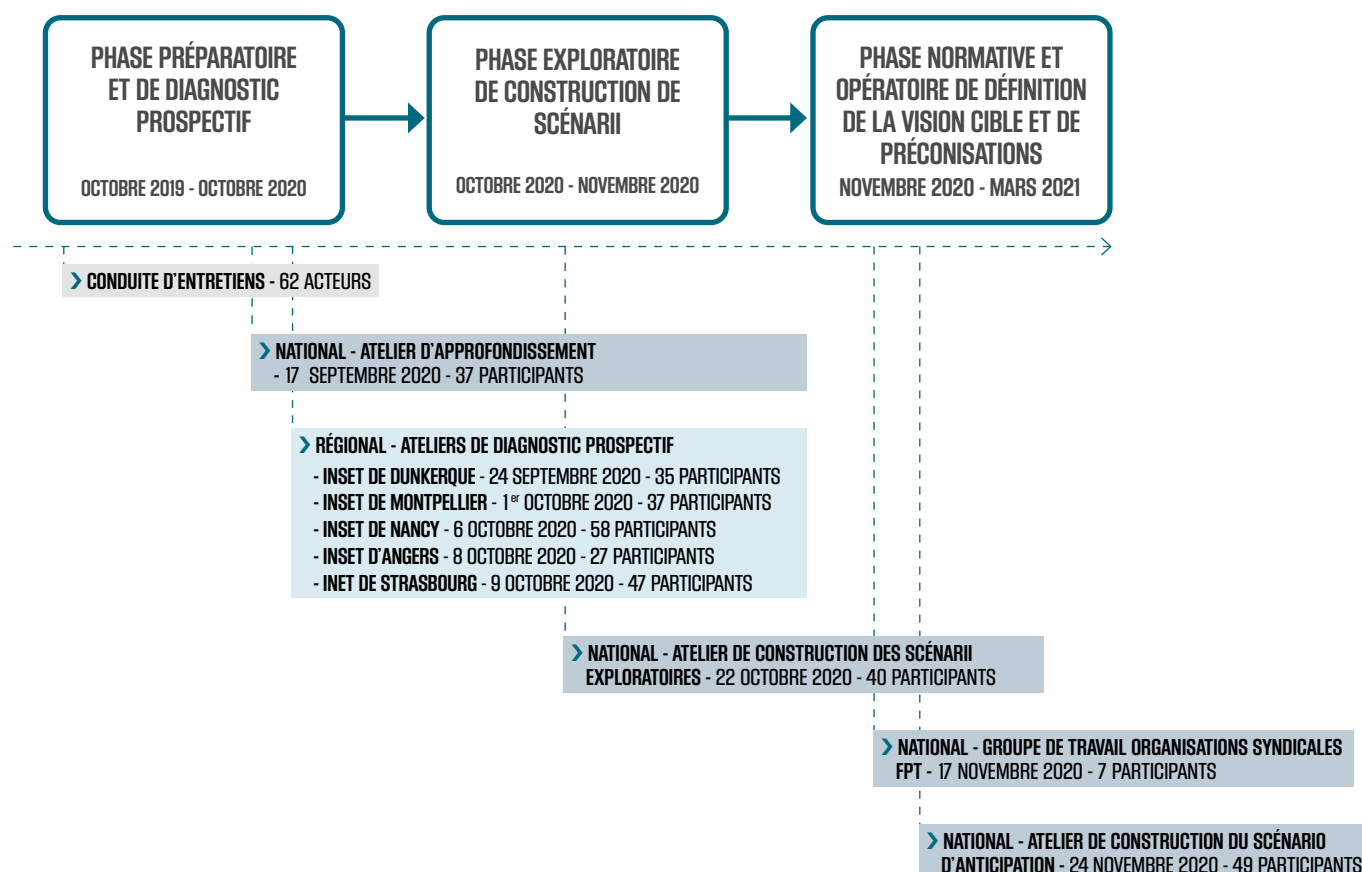 PHASE PRÉPARATOIRE
ET DE DIAGNOSTIC
PROSPECTIF
OCTOBRE 2019 - OCTOBRE 2020
PHASE EXPLORATOIRE
DE CONSTRUCTION DE
SCÉNARII
OCTOBRE 2020 - NOVEMBRE 2020
PHASE NORMATIVE ET
OPÉRATOIRE DE DÉFINITION
DE LA VISION CIBLE ET DE
PRÉCONISATIONS
NOVEMBRE 2020 - MARS 2021
CONDUITE D'ENTRETIENS - 62 ACTEURS
NATIONAL - ATELIER D'APPROFONDISSEMENT
- 17 SEPTEMBRE 2020 - 37 PARTICIPANTS
RÉGIONAL - ATELIERS DE DIAGNOSTIC PROSPECTIF
- INSET DE DUNKERQUE - 24 SEPTEMBRE 2020 - 35 PARTICIPANTS
- INSET DE MONTPELLIER - 1er OCTOBRE 2020 - 37 PARTICIPANTS
- INSET DE NANCY - 6 OCTOBRE 2020 - 58 PARTICIPANTS
- INSET D'ANGERS - 8 OCTOBRE 2020 - 27 PARTICIPANTS
- INET DE STRASBOURG - 9 OCTOBRE 2020 - 47 PARTICIPANTS
NATIONAL - ATELIER DE CONSTRUCTION DES SCÉNARII
EXPLORATOIRES - 22 OCTOBRE 2020 - 40 PARTICIPANTS
NATIONAL - GROUPE DE TRAVAIL ORGANISATIONS SYNDICALES
FPT - 17 NOVEMBRE 2020 - 7 PARTICIPANTS
NATIONAL - ATELIER DE CONSTRUCTION DU SCÉNARIO
D'ANTICIPATION - 24 NOVEMBRE 2020 - 49 PARTICIPANTS